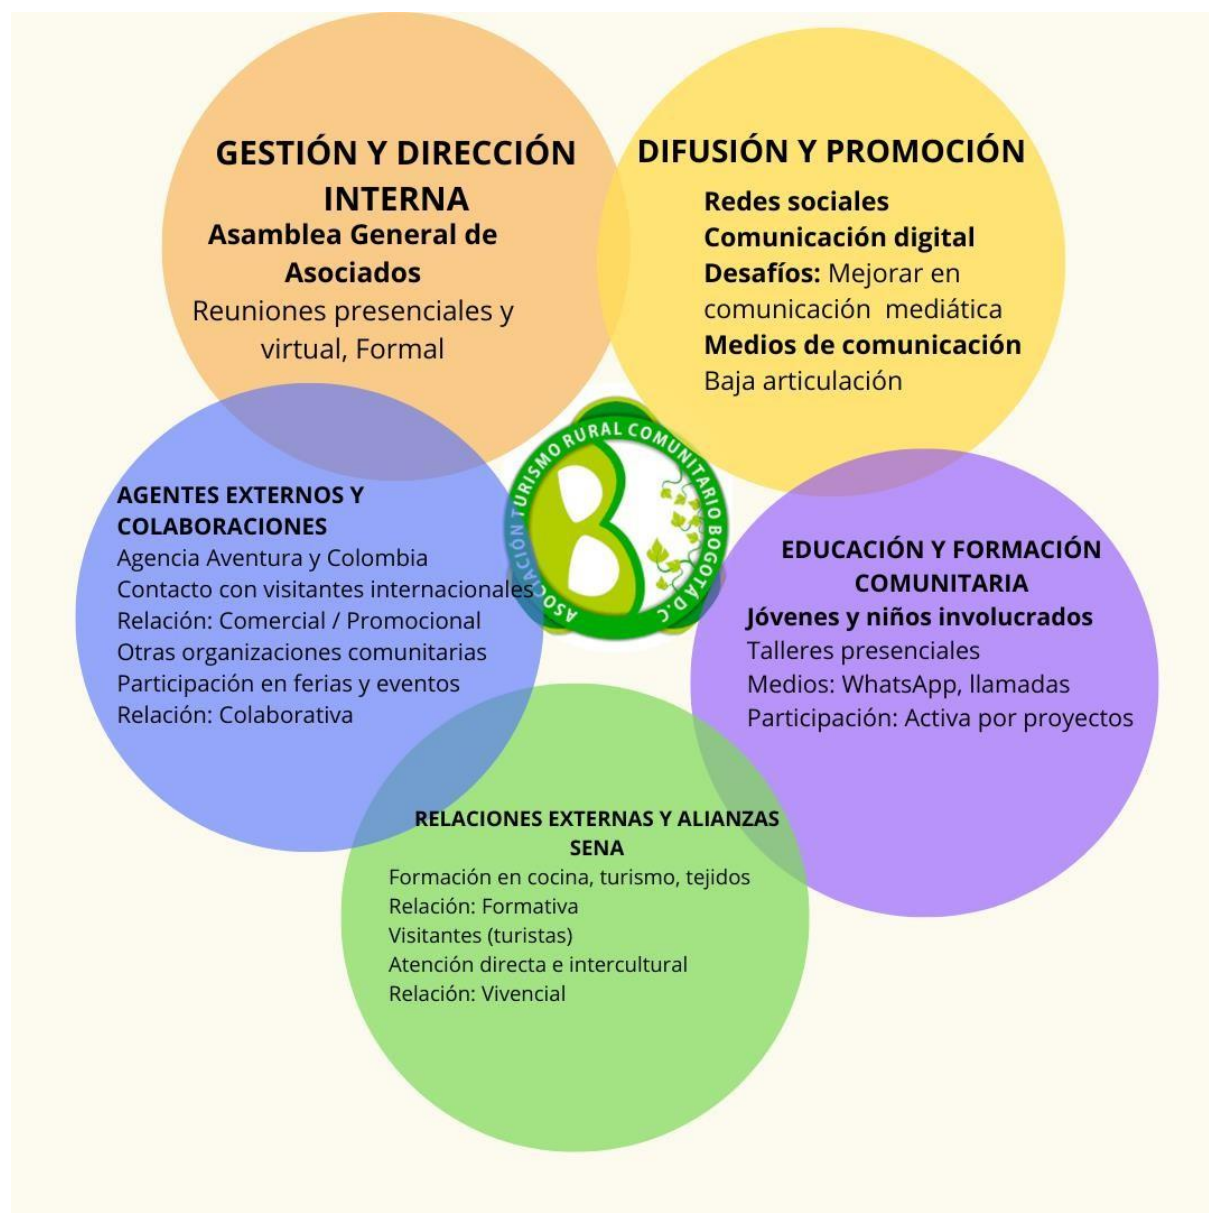 GESTIÓN Y DIRECCIÓN
INTERNA
Asamblea General de
Asociados
Reuniones presenciales y
virtual, Formal
DIFUSIÓN Y PROMOCIÓN
Redes sociales
Comunicación digital
Desafíos: Mejorar en
comunicación mediática
Medios de comunicación
Baja articulación
ASOCIACIÓN TURISMO RURAL COMUNITARIO BOGOTÁ D.C
AGENTES EXTERNOS Y
COLABORACIONES
Agencia Aventura y Colombia
Contacto con visitantes internacionales
Relación: Comercial / Promocional
Otras organizaciones comunitarias
Participación en ferias y eventos
Relación: Colaborativa
EDUCACIÓN Y FORMACIÓN
COMUNITARIA
Jóvenes y niños involucrados
Talleres presenciales
Medios: WhatsApp, llamadas
Participación: Activa por proyectos
RELACIONES EXTERNAS Y ALIANZAS
SENA
Formación en cocina, turismo, tejidos
Relación: Formativa
Visitantes (turistas)
Atención directa e intercultural
Relación: Vivencial